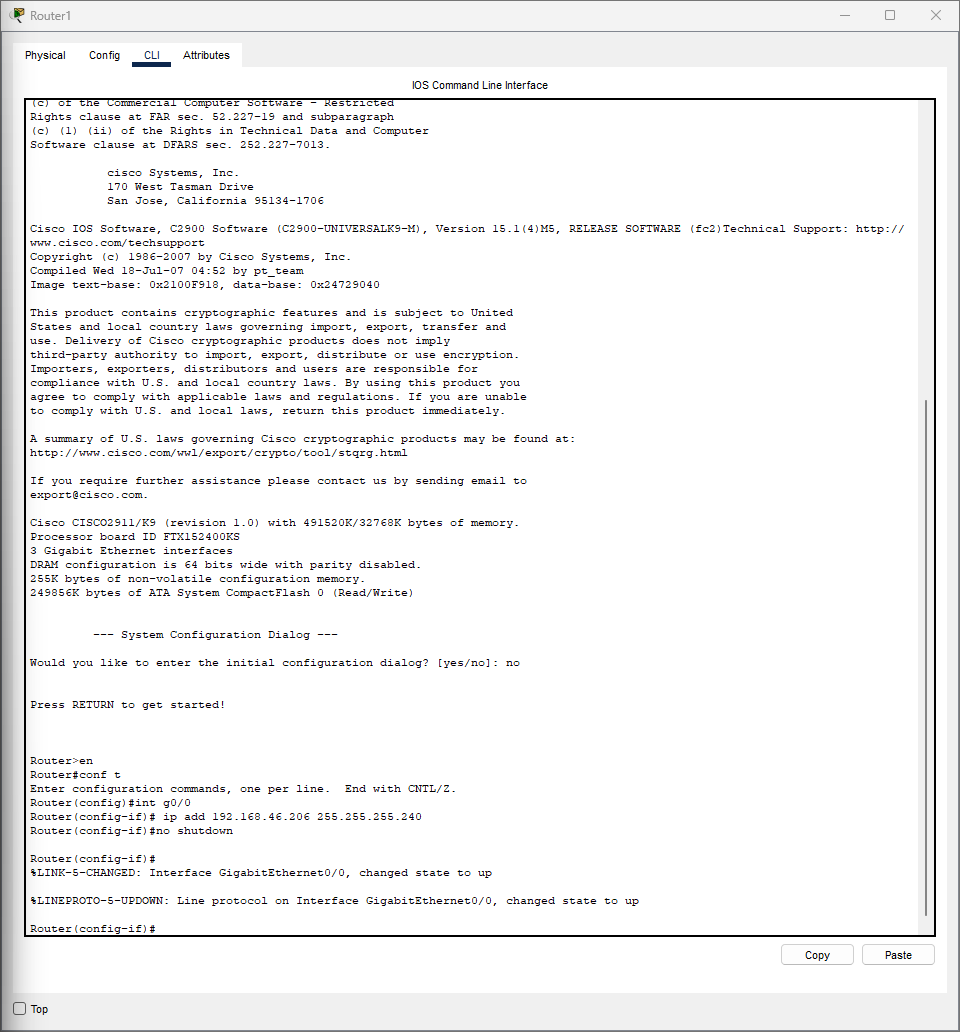 Router1
Physical Config CLI Attributes
IOS Command Line Interface
(c) of the Commercial Computer Software - Restricted
Rights clause at FAR sec. 52.227-19 and subparagraph
(c) (1) (ii) of the Rights in Technical Data and Computer
Software clause at DFARS sec. 252.227-7013.
cisco Systems, Inc.
170 West Tasman Drive
San Jose, California 95134-1706
Cisco IOS Software, C2900 Software (C2900-UNIVERSALK9-M), Version 15.1(4)M5, RELEASE SOFTWARE (fc2)Technical Support: http://
www.cisco.com/techsupport
Copyright (c) 1986-2007 by Cisco Systems, Inc.
Compiled Wed 18-Jul-07 04:52 by pt_team
Image text-base: 0x2100F918, data-base: 0x24729040
This product contains cryptographic features and is subject to United
States and local country laws governing import, export, transfer and
use. Delivery of Cisco cryptographic products does not imply
third-party authority to import, export, distribute or use encryption.
Importers, exporters, distributors and users are responsible for
compliance with U.S. and local country laws. By using this product you
agree to comply with applicable laws and regulations. If you are unable
to comply with U.S. and local laws, return this product immediately.
A summary of U.S. laws governing Cisco cryptographic products may be found at:
http://www.cisco.com/wwl/export/crypto/tool/stqrg.html
If you require further assistance please contact us by sending email to
export@cisco.com.
Cisco CISCO2911/K9 (revision 1.0) with 491520K/32768K bytes of memory.
Processor board ID FTX152400KS
3 Gigabit Ethernet interfaces
DRAM configuration is 64 bits wide with parity disabled.
255K bytes of non-volatile configuration memory.
249856K bytes of ATA System CompactFlash 0 (Read/Write)
--- System Configuration Dialog ---
Would you like to enter the initial configuration dialog? [yes/no]: no
Press RETURN to get started!
Router>en
Router#conf t
Enter configuration commands, one per line.  End with CNTL/Z.
Router(config)#int g0/0
Router(config-if)# ip add 192.168.46.206 255.255.255.240
Router(config-if)#no shutdown
Router(config-if)#
%LINK-5-CHANGED: Interface GigabitEthernet0/0, changed state to up
%LINEPROTO-5-UPDOWN: Line protocol on Interface GigabitEthernet0/0, changed state to up
Router(config-if)#
Copy Paste
Top